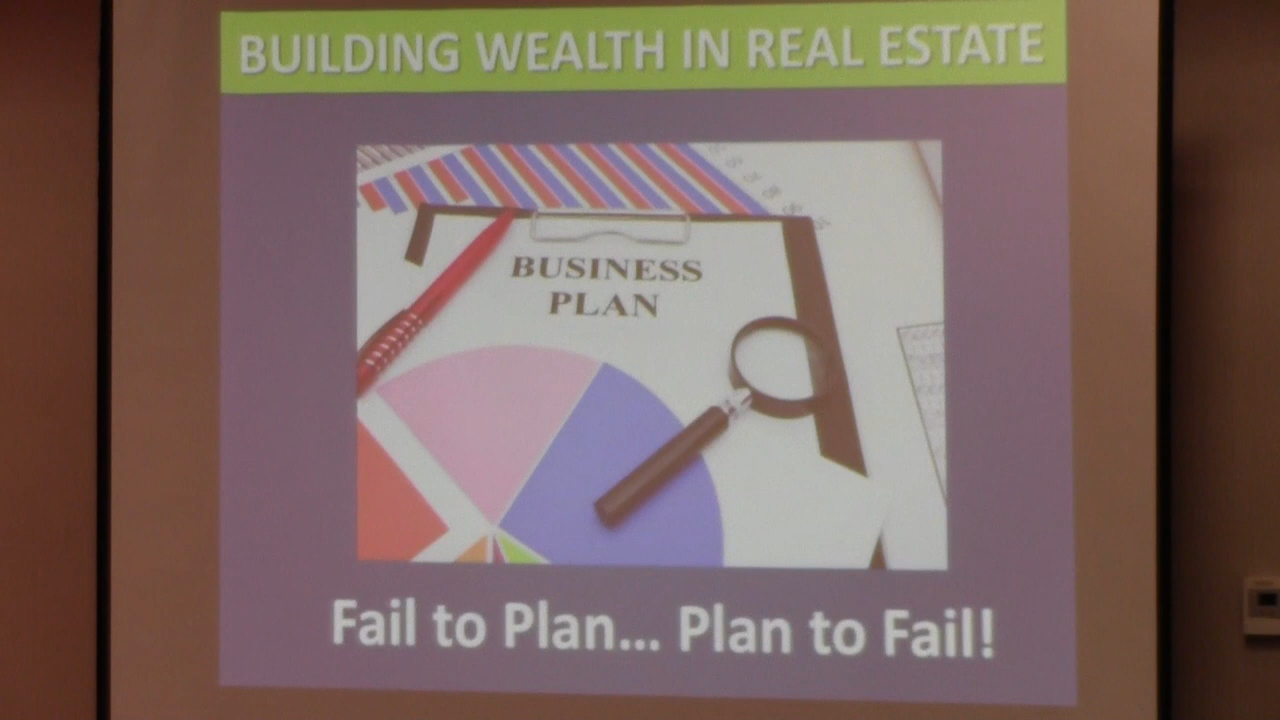 BUILDING WEALTH IN REAL ESTATE
BUSINESS
PLAN
Fail to Plan... Plan to Fail!